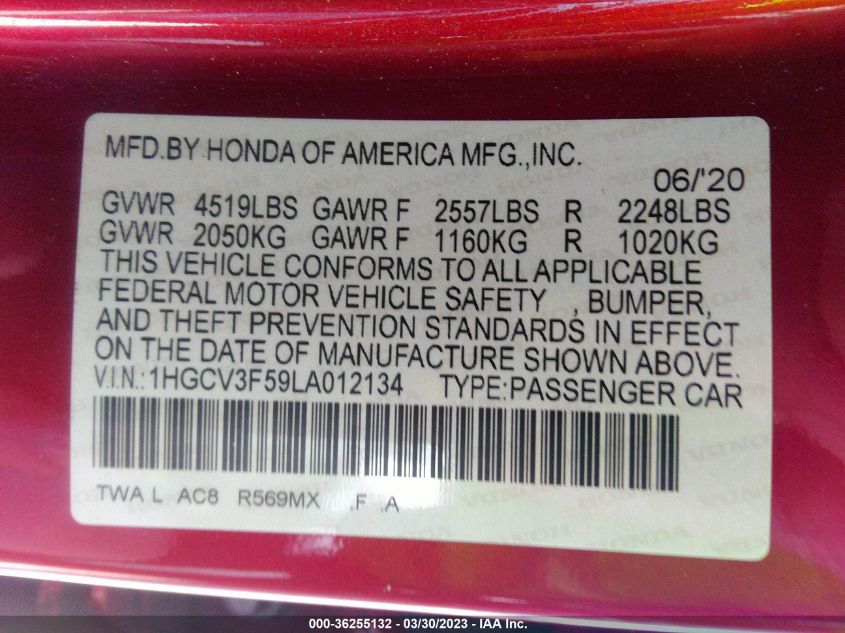 MFD.BY HONDA OF AMERICA MFG.,INC.
06/'20
GVWR 4519LBS GAWR F 2557LBS R 2248LBS
GVWR 2050KG GAWR F 1160KG R 1020KG
THIS VEHICLE CONFORMS TO ALL APPLICABLE
FEDERAL MOTOR VEHICLE SAFETY , BUMPER,
AND THEFT PREVENTION STANDARDS IN EFFECT
ON THE DATE OF MANUFACTURE SHOWN ABOVE.
V.I.N.:1HGCV3F59LA012134 TYPE:PASSENGER CAR
TWA L AC8 R569MX .F .A
000-36255132 - 03/30/2023 - IAA Inc.